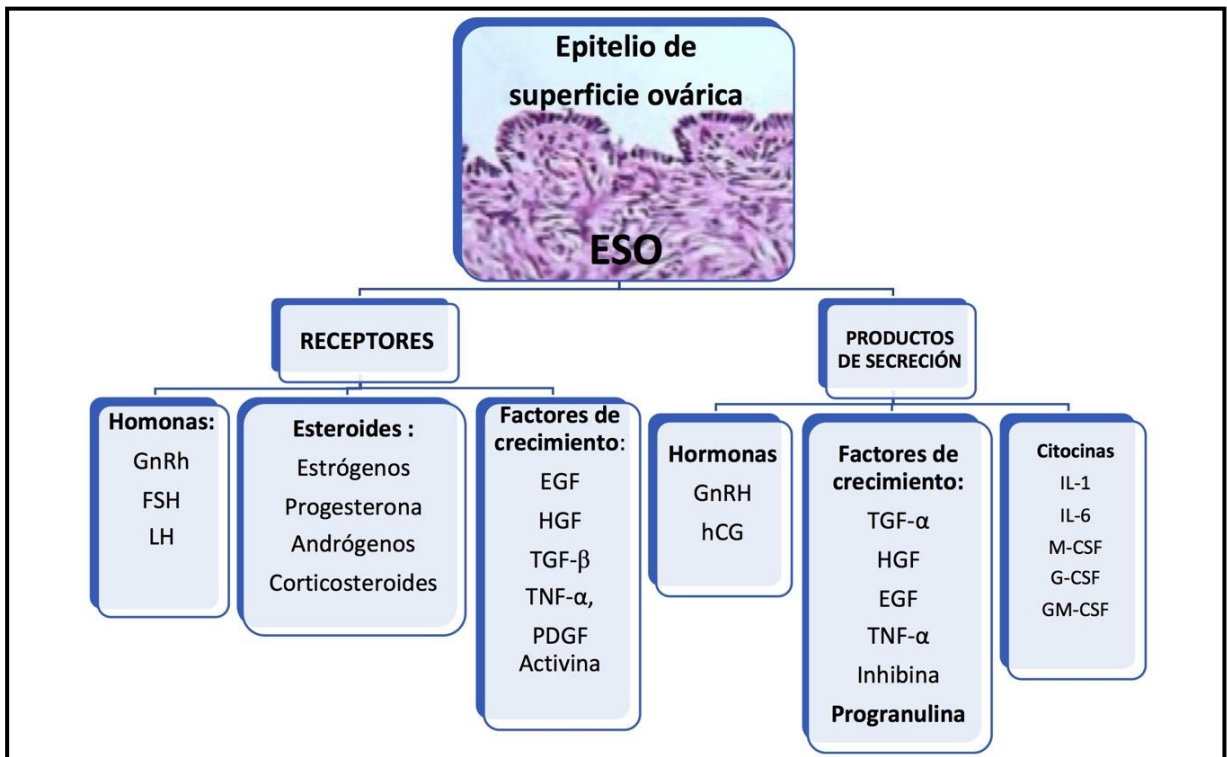 Epitelio de
superficie ovárica
ESO
RECEPTORES
PRODUCTOS
DE SECRECIÓN
Homonas:
GnRh
FSH
LH
Esteroides :
Estrógenos
Progesterona
Andrógenos
Corticosteroides
Factores de
crecimiento:
EGF
HGF
TGF-β
TNF-α,
PDGF
Activina
Hormonas
GnRH
hCG
Factores de
crecimiento:
TGF-α
HGF
EGF
TNF-α
Inhibina
Progranulina
Citocinas
IL-1
IL-6
M-CSF
G-CSF
GM-CSF